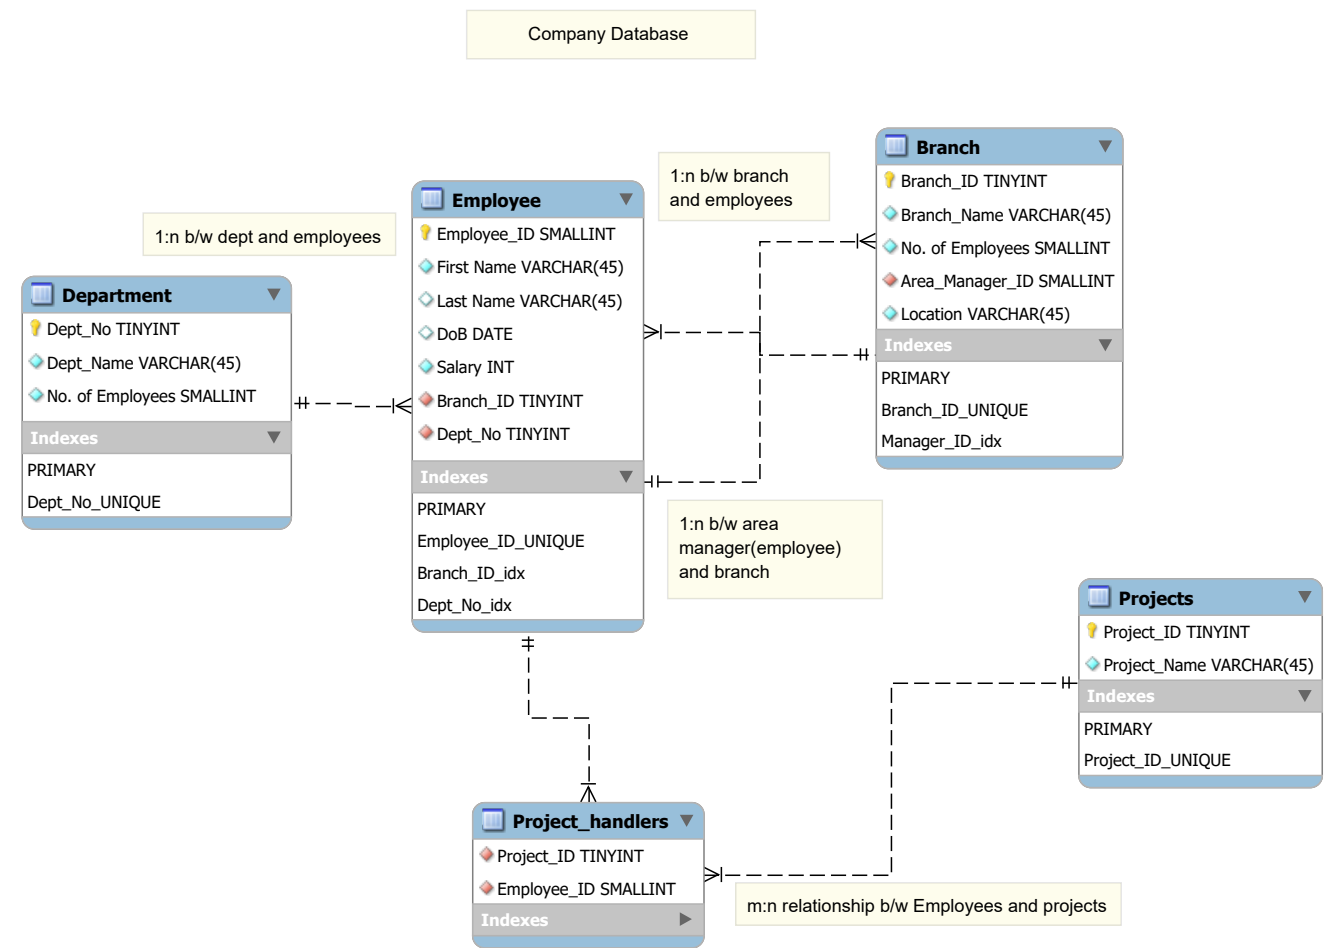 Company Database
1:n b/w dept and employees
Department
Dept_No TINYINT
Dept_Name VARCHAR(45)
No. of Employees SMALLINT
Indexes
PRIMARY
Dept_No_UNIQUE
Employee
Employee_ID SMALLINT
First Name VARCHAR(45)
Last Name VARCHAR(45)
DoB DATE
Salary INT
Branch_ID TINYINT
Dept_No TINYINT
Indexes
PRIMARY
Employee_ID_UNIQUE
Branch_ID_idx
Dept_No_idx
1:n b/w branch
and employees
Branch
Branch_ID TINYINT
Branch_Name VARCHAR(45)
No. of Employees SMALLINT
Area_Manager_ID SMALLINT
Location VARCHAR(45)
Indexes
PRIMARY
Branch_ID_UNIQUE
Manager_ID_idx
1:n b/w area
manager(employee)
and branch
Projects
Project_ID TINYINT
Project_Name VARCHAR(45)
Indexes
PRIMARY
Project_ID_UNIQUE
Project_handlers
Project_ID TINYINT
Employee_ID SMALLINT
Indexes
m:n relationship b/w Employees and projects